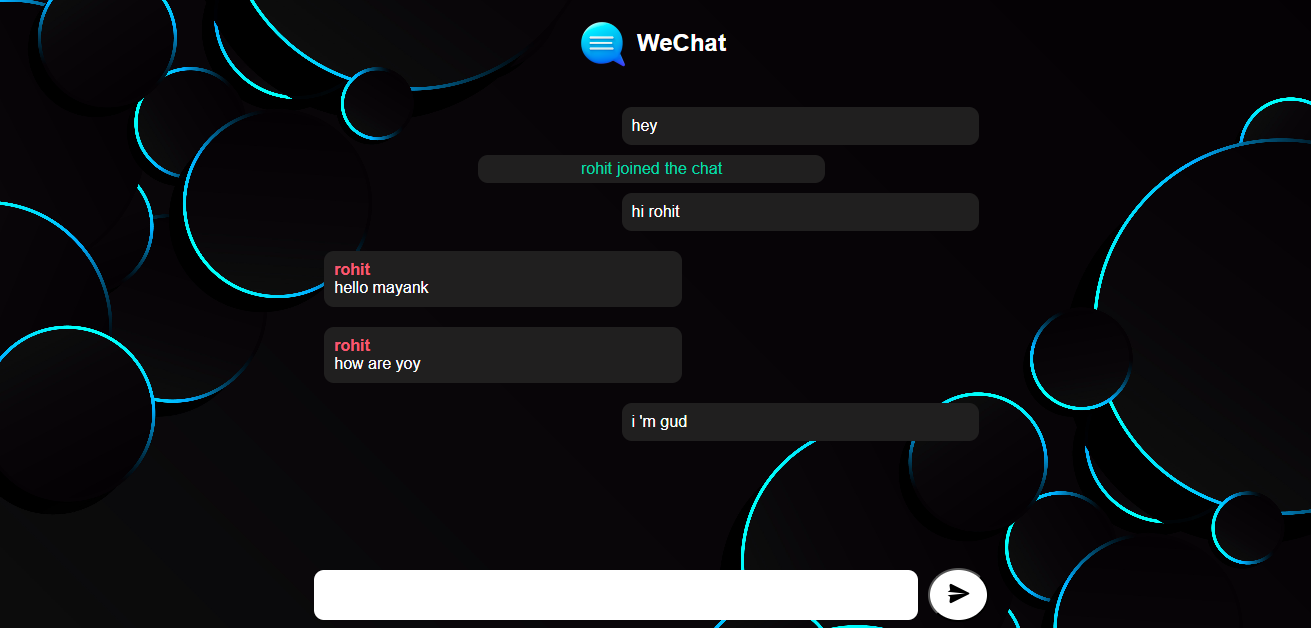 WeChat
hey
rohit joined the chat
hi rohit
rohit
hello mayank
rohit
how are yoy
i 'm gud